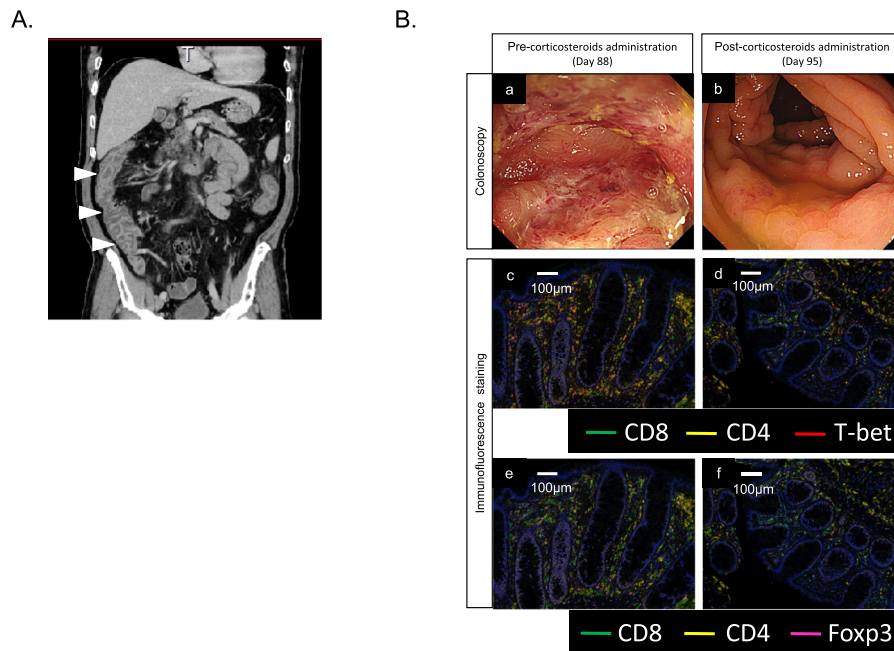 A.
B.
T
Pre-corticosteroids administration
(Day 88)
Post-corticosteroids administration
(Day 95)
Colonoscopy
a
b
Immunofluorescence staining
c
100μm
d
100μm
CD8 CD4 T-bet
e
100μm
f
100μm
CD8 CD4 Foxp3